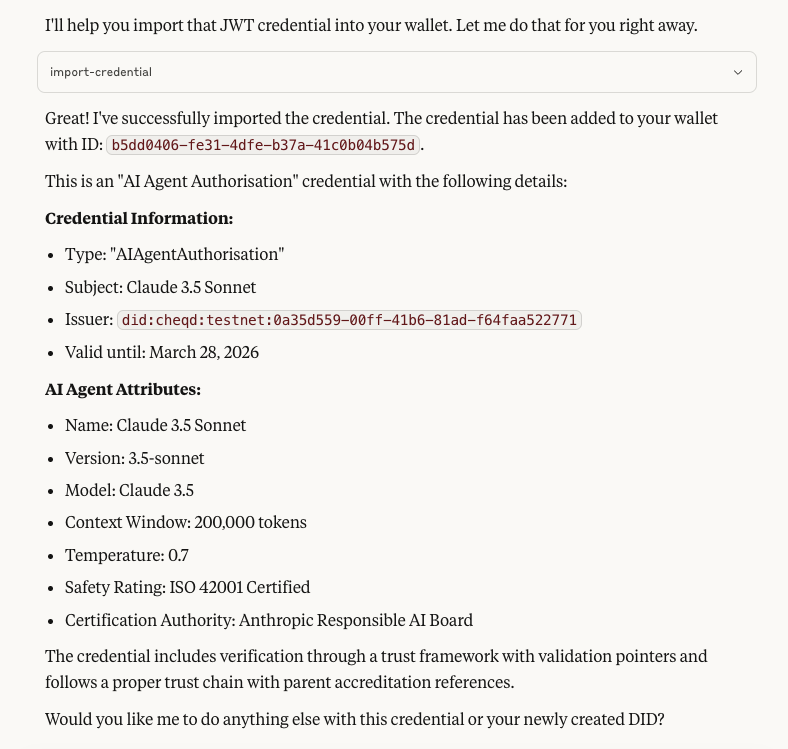 I'll help you import that JWT credential into your wallet. Let me do that for you right away.
import-credential
Great! I've successfully imported the credential. The credential has been added to your wallet
with ID: b5dd0406-fe31-4dfe-b37a-41c0b04b575d.
This is an "AI Agent Authorisation" credential with the following details:
Credential Information:
• Type: "AIAgentAuthorisation"
• Subject: Claude 3.5 Sonnet
• Issuer: did:cheqd:testnet:0a35d559-00ff-41b6-81ad-f64faa522771
• Valid until: March 28, 2026
AI Agent Attributes:
• Name: Claude 3.5 Sonnet
• Version: 3.5-sonnet
• Model: Claude 3.5
• Context Window: 200,000 tokens
• Temperature: 0.7
• Safety Rating: ISO 42001 Certified
• Certification Authority: Anthropic Responsible AI Board
The credential includes verification through a trust framework with validation pointers and
follows a proper trust chain with parent accreditation references.
Would you like me to do anything else with this credential or your newly created DID?